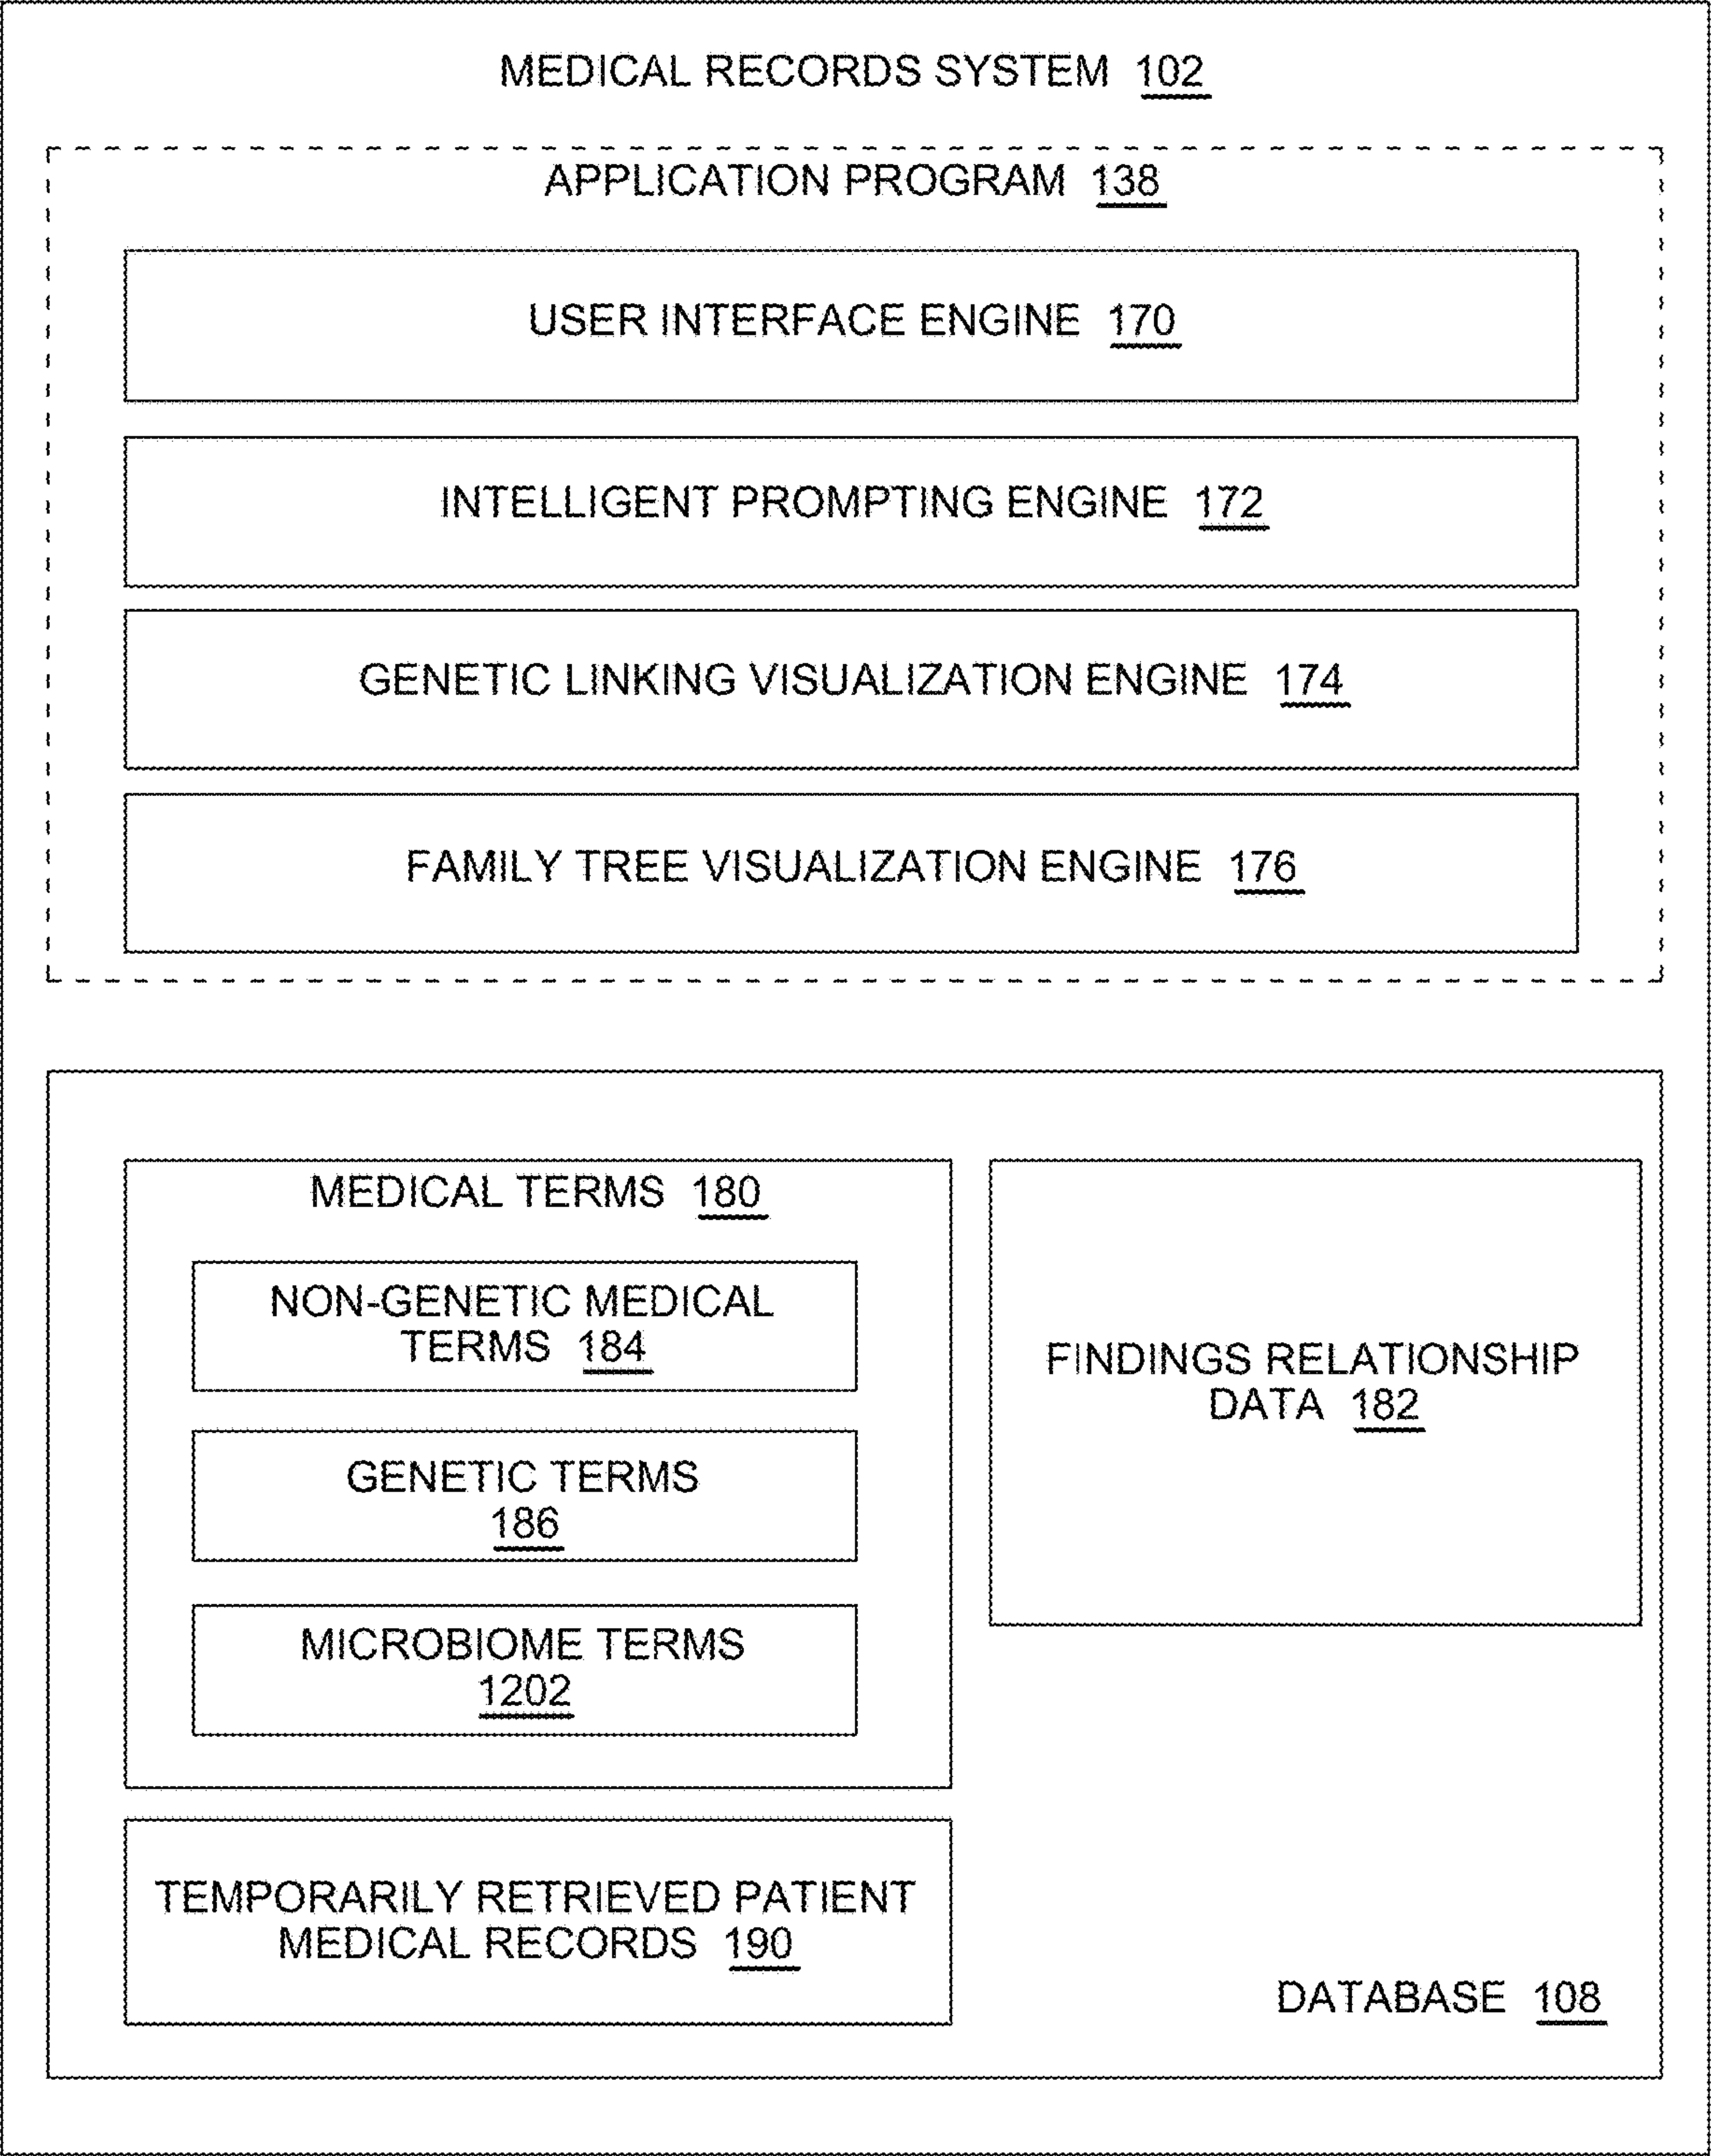 MEDICAL RECORDS SYSTEM 102
APPLICATION PROGRAM 138
USER INTERFACE ENGINE 170
INTELLIGENT PROMPTING ENGINE 172
GENETIC LINKING VISUALIZATION ENGINE 174
FAMILY TREE VISUALIZATION ENGINE 176
MEDICAL TERMS 180
NON-GENETIC MEDICAL
TERMS 184
GENETIC TERMS
186
MICROBIOME TERMS
1202
FINDINGS RELATIONSHIP
DATA 182
TEMPORARILY RETRIEVED PATIENT
MEDICAL RECORDS 190
DATABASE 108